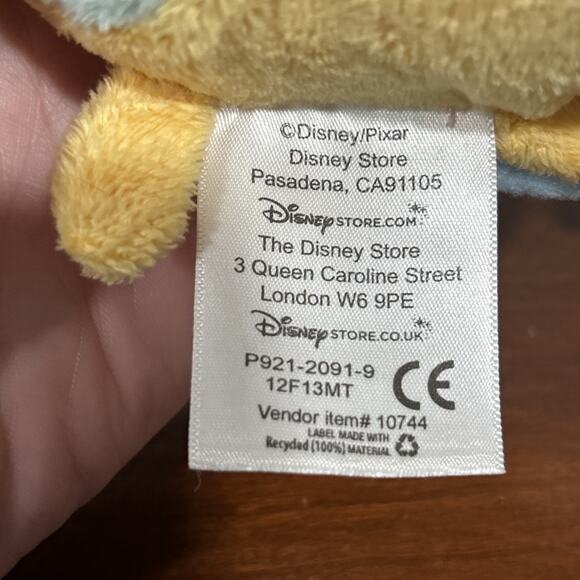 ©Disney/Pixar
Disney Store
Pasadena, CA91105
DISNEYSTORE.COM
The Disney Store
3 Queen Caroline Street
London W6 9PE
DISNEYSTORE.CO.UK
P921-2091-9
12F13MT
CE
Vendor item# 10744
LABEL MADE WITH
Recycled (100%) MATERIAL